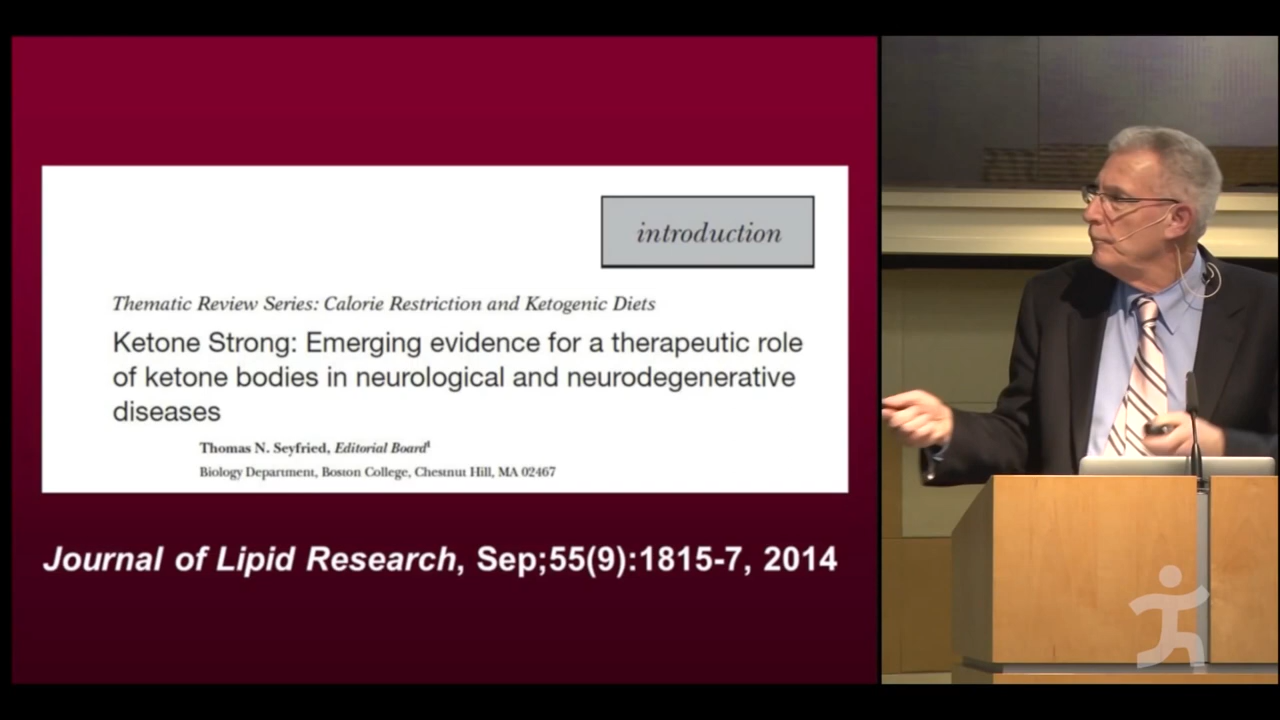 introduction
Thematic Review Series: Calorie Restriction and Ketogenic Diets
Ketone Strong: Emerging evidence for a therapeutic role
of ketone bodies in neurological and neurodegenerative
diseases
Thomas N. Seyfried, Editorial Board¹
Biology Department, Boston College, Chestnut Hill, MA 02467
Journal of Lipid Research, Sep;55(9):1815-7, 2014